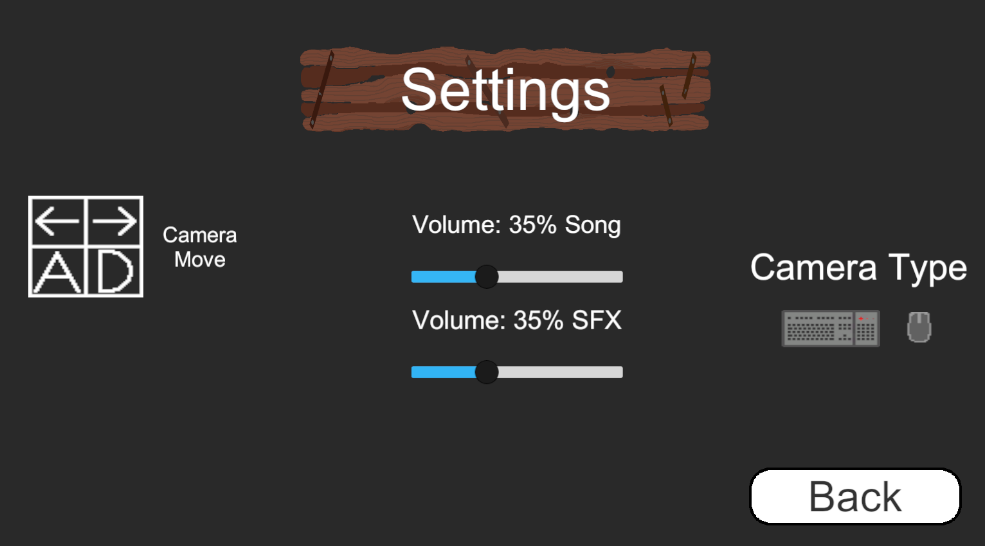 Settings
A D
Camera
Move
Volume: 35% Song
Volume: 35% SFX
Camera Type
Back